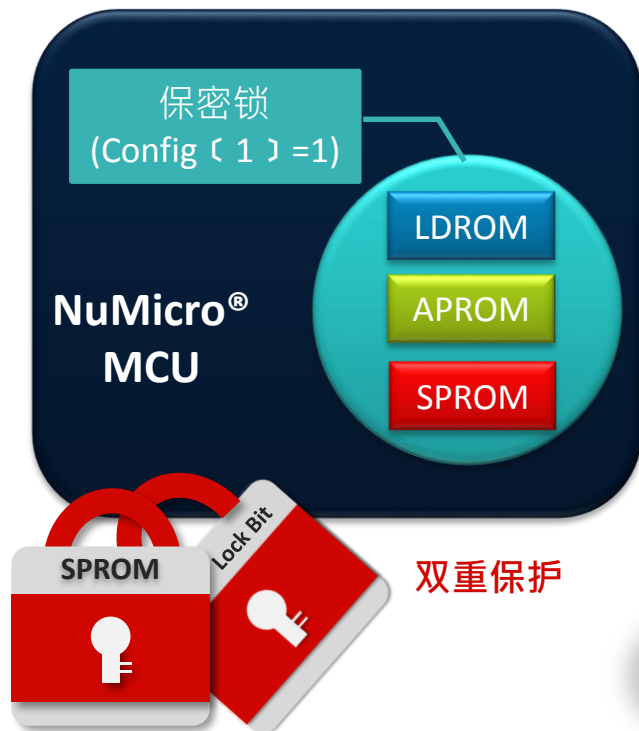 保密锁
(Config﹝1﹞=1)
LDROM
NuMicro®
MCU
APROM
SPROM
SPROM
Lock Bit
双重保护